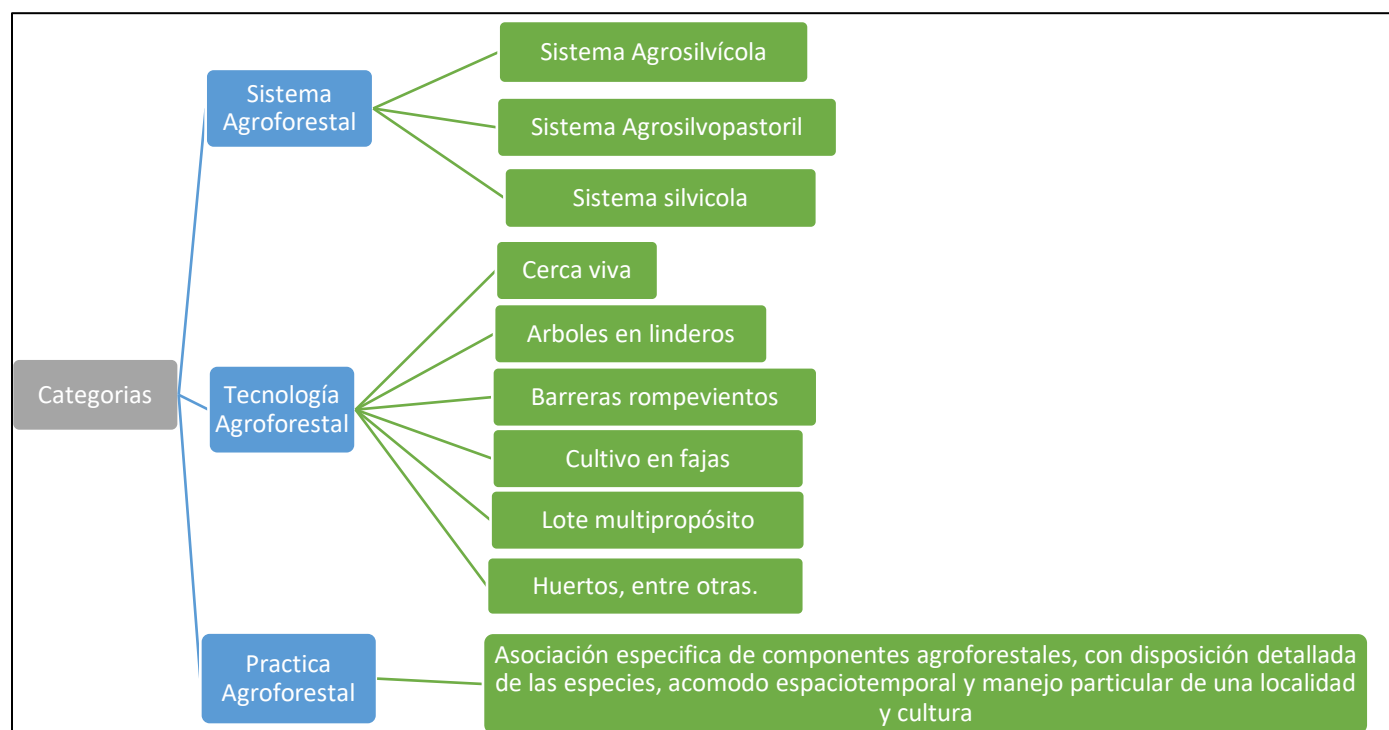 Categorias
Sistema
Agroforestal
Sistema Agrosilvícola
Sistema Agrosilvopastoril
Sistema silvicola
Tecnología
Agroforestal
Cerca viva
Arboles en linderos
Barreras rompevientos
Cultivo en fajas
Lote multipropósito
Huertos, entre otras.
Practica
Agroforestal
Asociación especifica de componentes agroforestales, con disposición detallada
de las especies, acomodo espaciotemporal y manejo particular de una localidad
y cultura